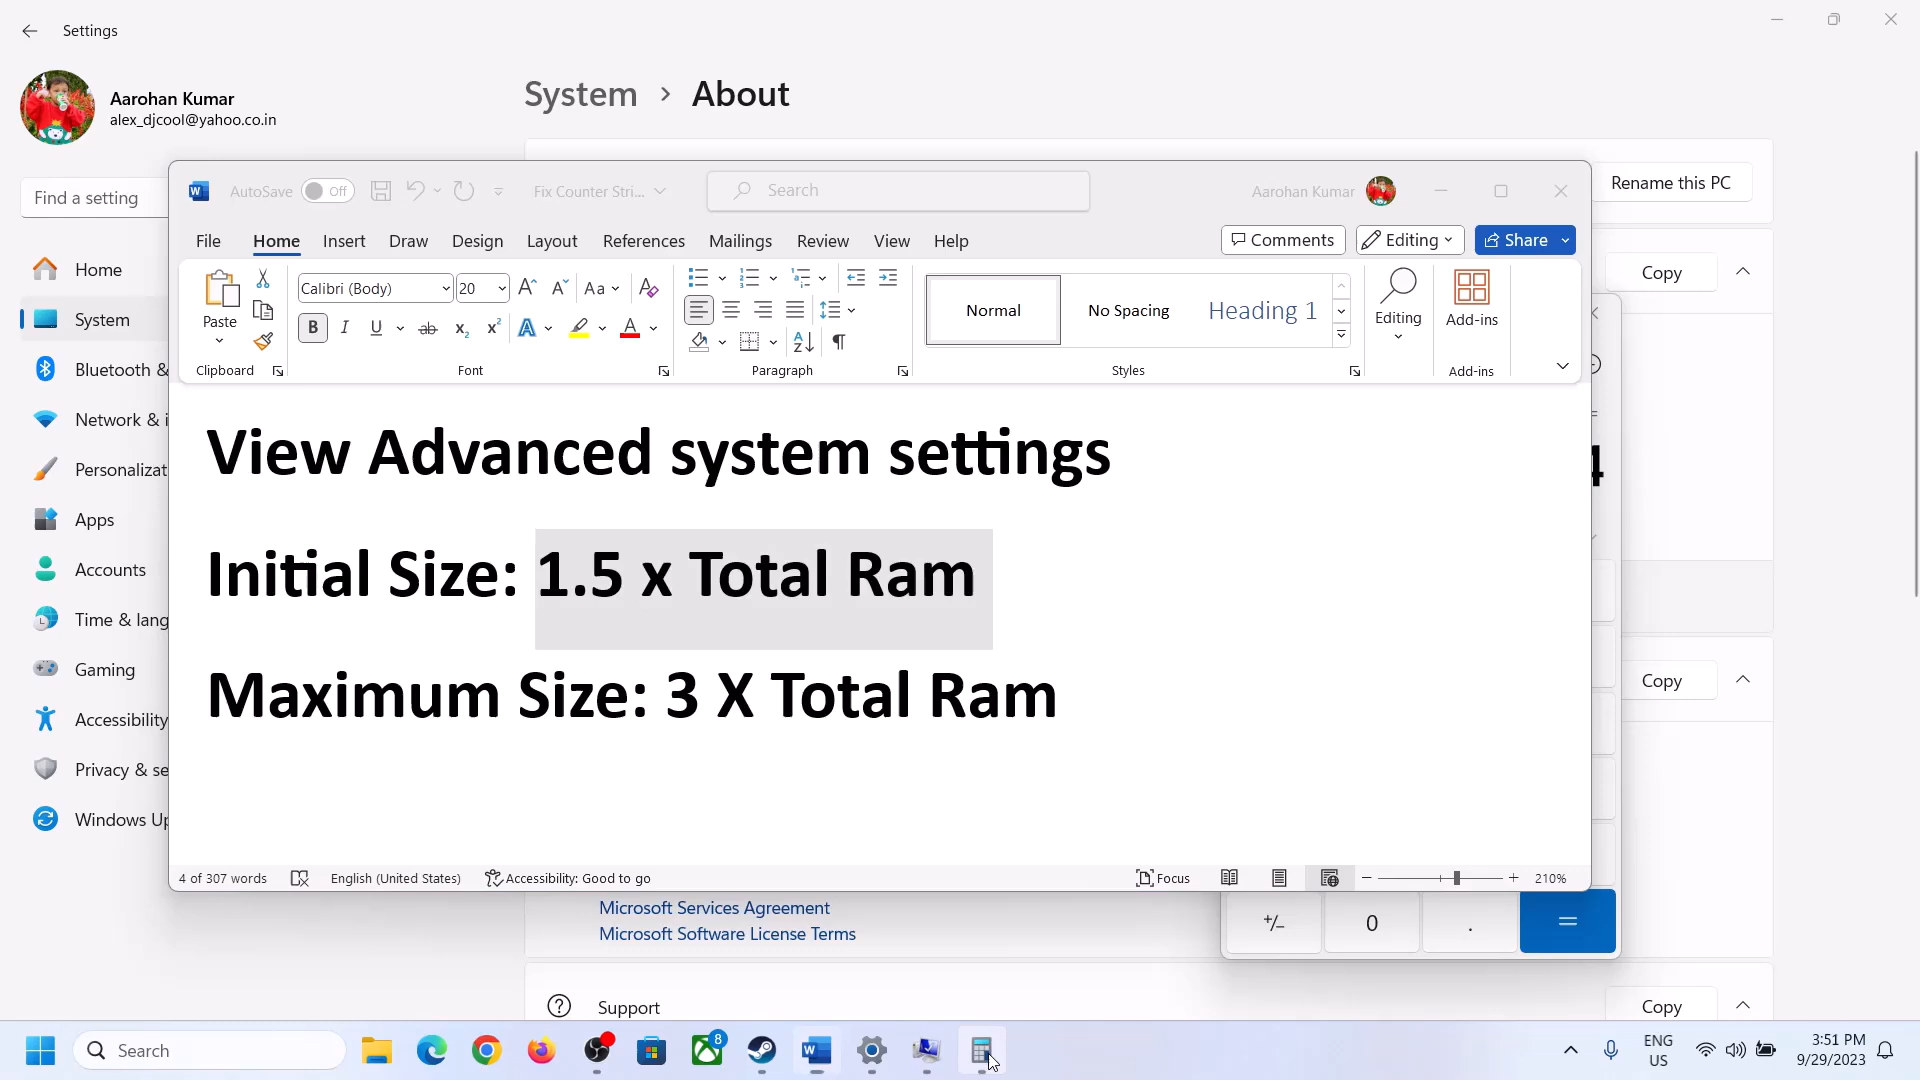 Settings
Aarohan Kumar
alex_djcool@yahoo.co.in
System > About
Rename this PC
Find a setting
Home
System
Bluetooth &
Network & i
Personalizat
Apps
Accounts
Time & lang
Gaming
Accessibility
Privacy & se
Windows Up
AutoSave Off Fix Counter Stri... Search Aarohan Kumar
File Home Insert Draw Design Layout References Mailings Review View Help Comments Editing Share
Paste Calibri (Body) 20 Aa Normal No Spacing Heading 1 Editing Add-ins
Clipboard Font Paragraph Styles Add-ins
View Advanced system settings
Initial Size: 1.5 x Total Ram
Maximum Size: 3 X Total Ram
4 of 307 words English (United States) Accessibility: Good to go Focus 210%
Copy
4
Copy
Microsoft Services Agreement
Microsoft Software License Terms
+/- 0 . =
Support
Copy
Search
8
ENG
US
3:51 PM
9/29/2023